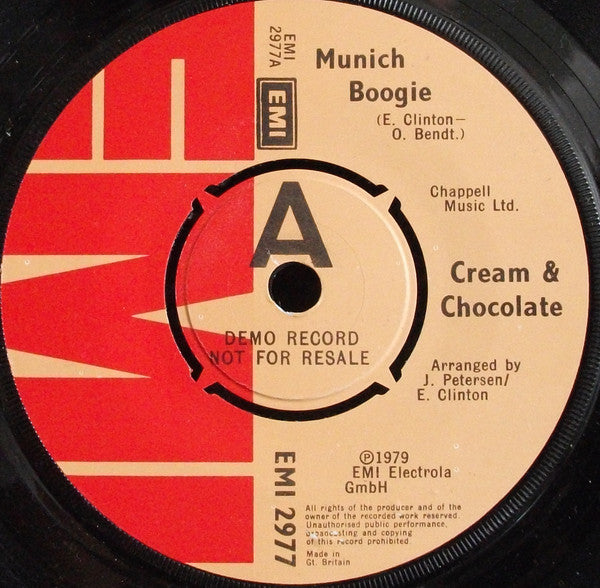 EMI
2977A
Munich
Boogie
(E. Clinton—
O. Bendt.)
EMI
A
Chappell
Music Ltd.
Cream &
Chocolate
DEMO RECORD
NOT FOR RESALE
Arranged by
J. Petersen/
E. Clinton
EMI 2977
℗1979
EMI Electrola
GmbH
All rights of the producer and of the
owner of the recorded work reserved.
Unauthorised public performance,
broadcasting and copying
of this record prohibited.
Made in
Gt. Britain
EMI